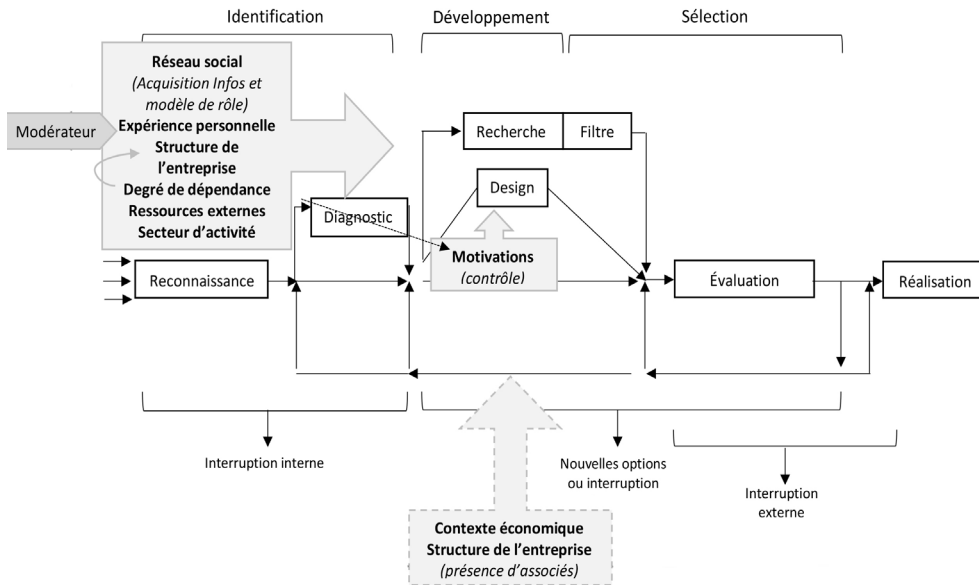 Identification
Développement
Sélection
Réseau social
(Acquisition Infos et
modèle de rôle)
Expérience personnelle
Structure de
l'entreprise
Degré de dépendance
Ressources externes
Secteur d'activité
Modérateur
Recherche
Filtre
Design
Diagnostic
Motivations
(contrôle)
Reconnaissance
Évaluation
Réalisation
Interruption interne
Nouvelles options
ou interruption
Interruption
externe
Contexte économique
Structure de l'entreprise
(présence d'associés)